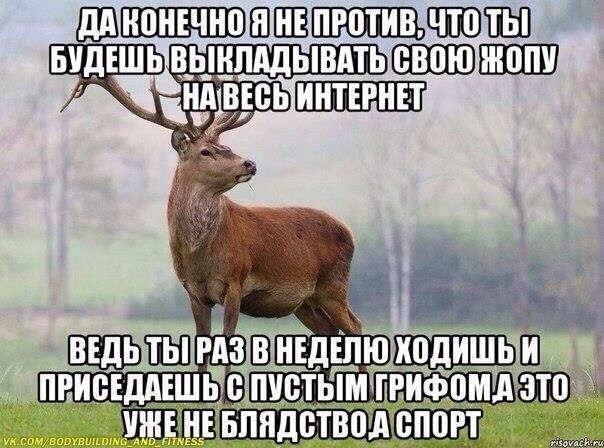 ДА КОНЕЧНО Я НЕ ПРОТИВ, ЧТО ТЫ
БУДЕШЬ ВЫКЛАДЫВАТЬ СВОЮ ЖОПУ
НА ВЕСЬ ИНТЕРНЕТ
ВЕДЬ ТЫ РАЗ В НЕДЕЛЮ ХОДИШЬ И
ПРИСЕДАЕШЬ С ПУСТЫМ ГРИФОМ,А ЭТО
УЖЕ НЕ БЛЯДСТВО,А СПОРТ
VK.COM/BODYBUILDING_AND_FITNESS
risovach.ru